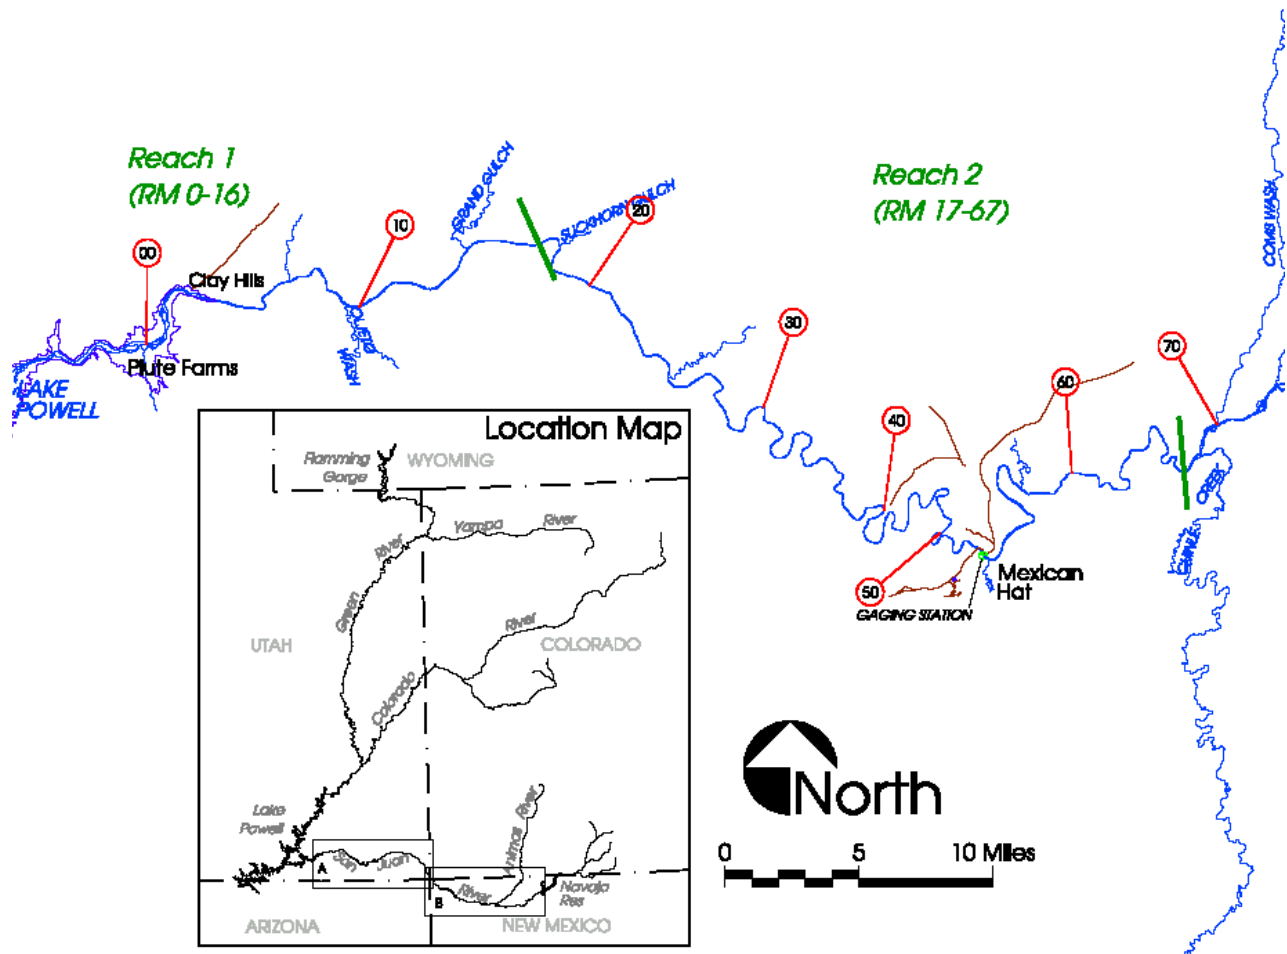 Reach 1
(RM 0-16)
Reach 2
(RM 17-67)
00
10
20
30
40
50
60
70
GRAND GULCH
SLICKHORN GULCH
COMB WASH
Clay Hills
Piute Farms
WASH
LAKE
POWELL
Mexican
Hat
GAGING STATION
CHINLE
CREEK
Location Map
Flamming
Gorge
WYOMING
Yampa River
Green River
River
UTAH
COLORADO
Colorado
Lake
Powell
San Juan
River
Animas River
Navajo
Res
A
B
ARIZONA
NEW MEXICO
North
0 5 10 Miles